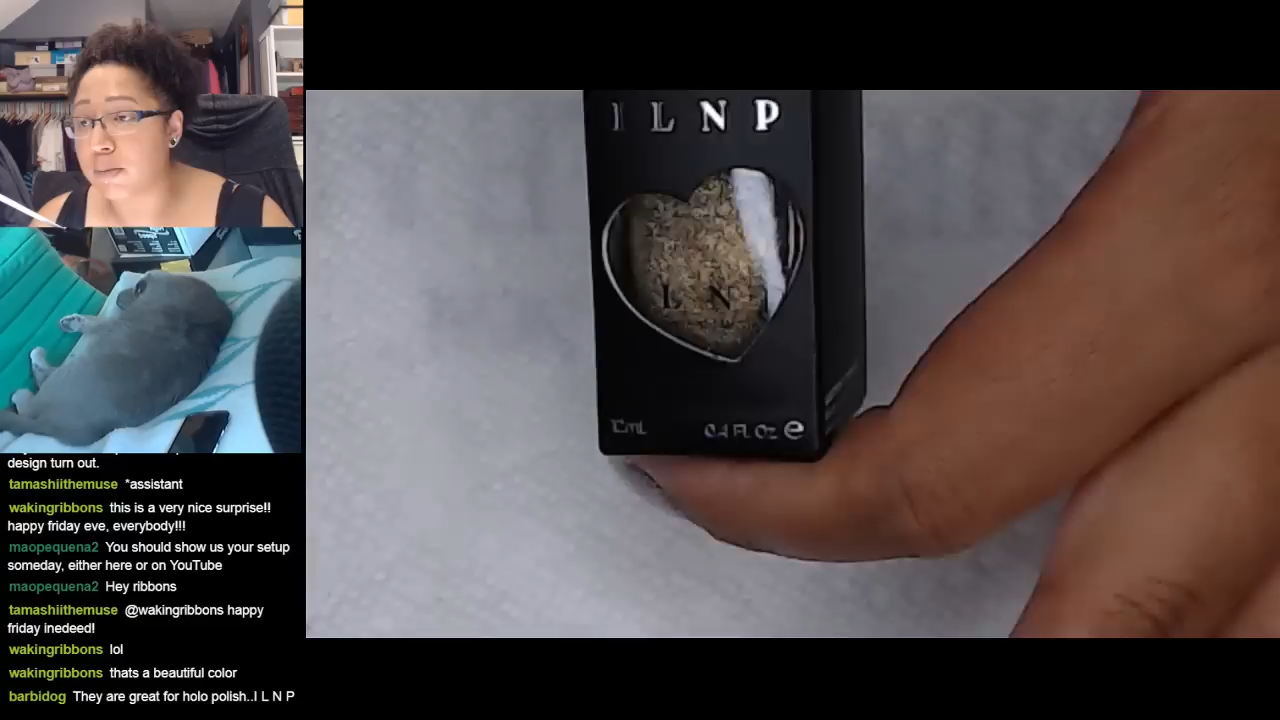 I L N P
L N
12mL 0.4 FL Oz e
design turn out.
tamashiithemuse *assistant
wakingribbons this is a very nice surprise!!
happy friday eve, everybody!!!
maopequena2 You should show us your setup
someday, either here or on YouTube
maopequena2 Hey ribbons
tamashiithemuse @wakingribbons happy
friday inedeed!
wakingribbons lol
wakingribbons thats a beautiful color
barbidog They are great for holo polish..I L N P